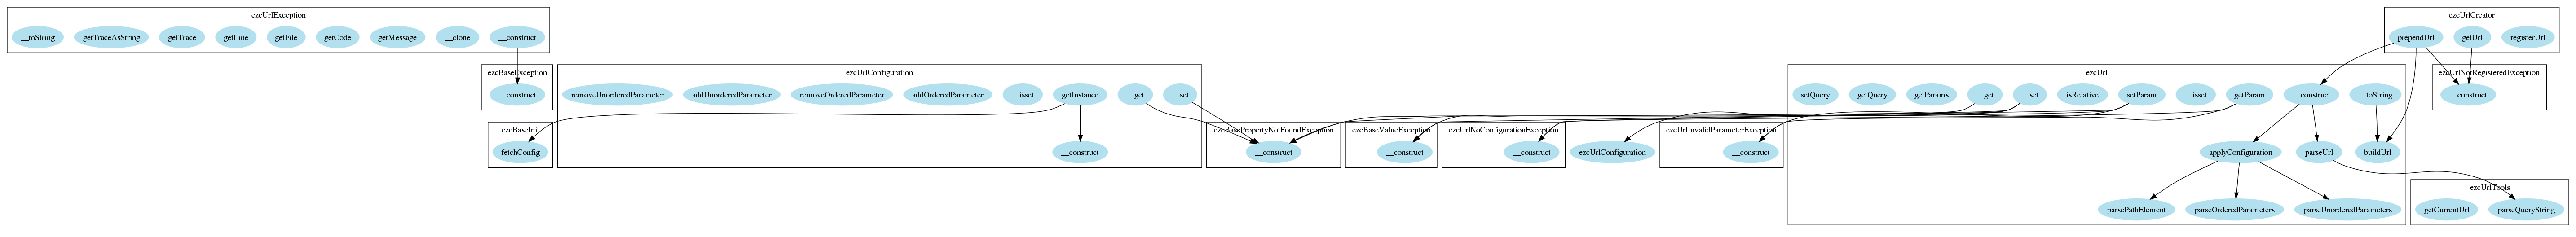 ezcUrlException
__toString
getTraceAsString
getTrace
getLine
getFile
getCode
getMessage
__clone
__construct
ezcUrlCreator
prependUrl
getUrl
registerUrl
ezcBaseException
__construct
ezcUrlConfiguration
removeUnorderedParameter
addUnorderedParameter
removeOrderedParameter
addOrderedParameter
__isset
getInstance
__get
__set
__construct
ezcUrl
setQuery
getQuery
getParams
__get
__set
isRelative
setParam
__isset
getParam
__construct
__toString
applyConfiguration
parseUrl
buildUrl
parsePathElement
parseOrderedParameters
parseUnorderedParameters
ezcUrlNotRegisteredException
__construct
ezcBaseInit
fetchConfig
ezcBasePropertyNotFoundException
__construct
ezcBaseValueException
__construct
ezcUrlNoConfigurationException
__construct
ezcUrlConfiguration
ezcUrlInvalidParameterException
__construct
ezcUrlTools
getCurrentUrl
parseQueryString